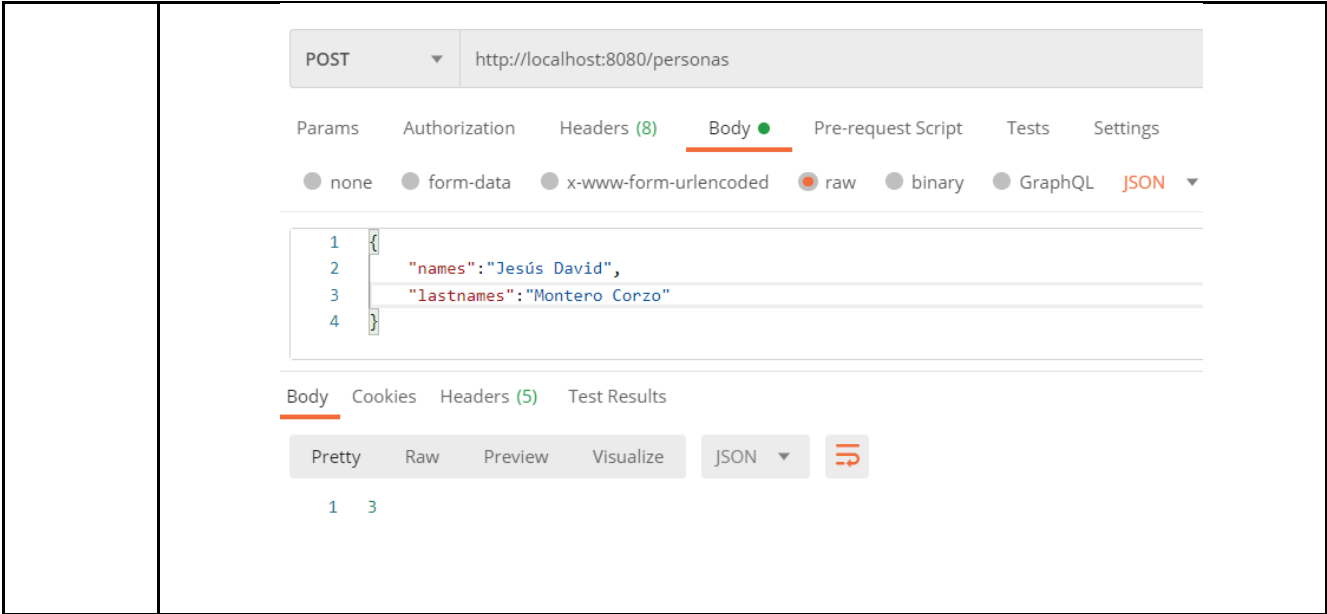 POST http://localhost:8080/personas
Params Authorization Headers (8) Body Pre-request Script Tests Settings
none form-data x-www-form-urlencoded raw binary GraphQL JSON
1 {
2 "names":"Jesús David",
3 "lastnames":"Montero Corzo"
4 }
Body Cookies Headers (5) Test Results
Pretty Raw Preview Visualize JSON
1 3